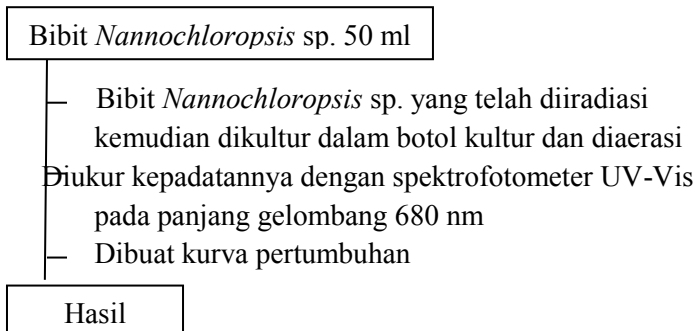 Bibit Nannochloropsis sp. 50 ml
Bibit Nannochloropsis sp. yang telah diiradiasi
kemudian dikultur dalam botol kultur dan diaerasi
Diukur kepadatannya dengan spektrofotometer UV-Vis
pada panjang gelombang 680 nm
Dibuat kurva pertumbuhan
Hasil